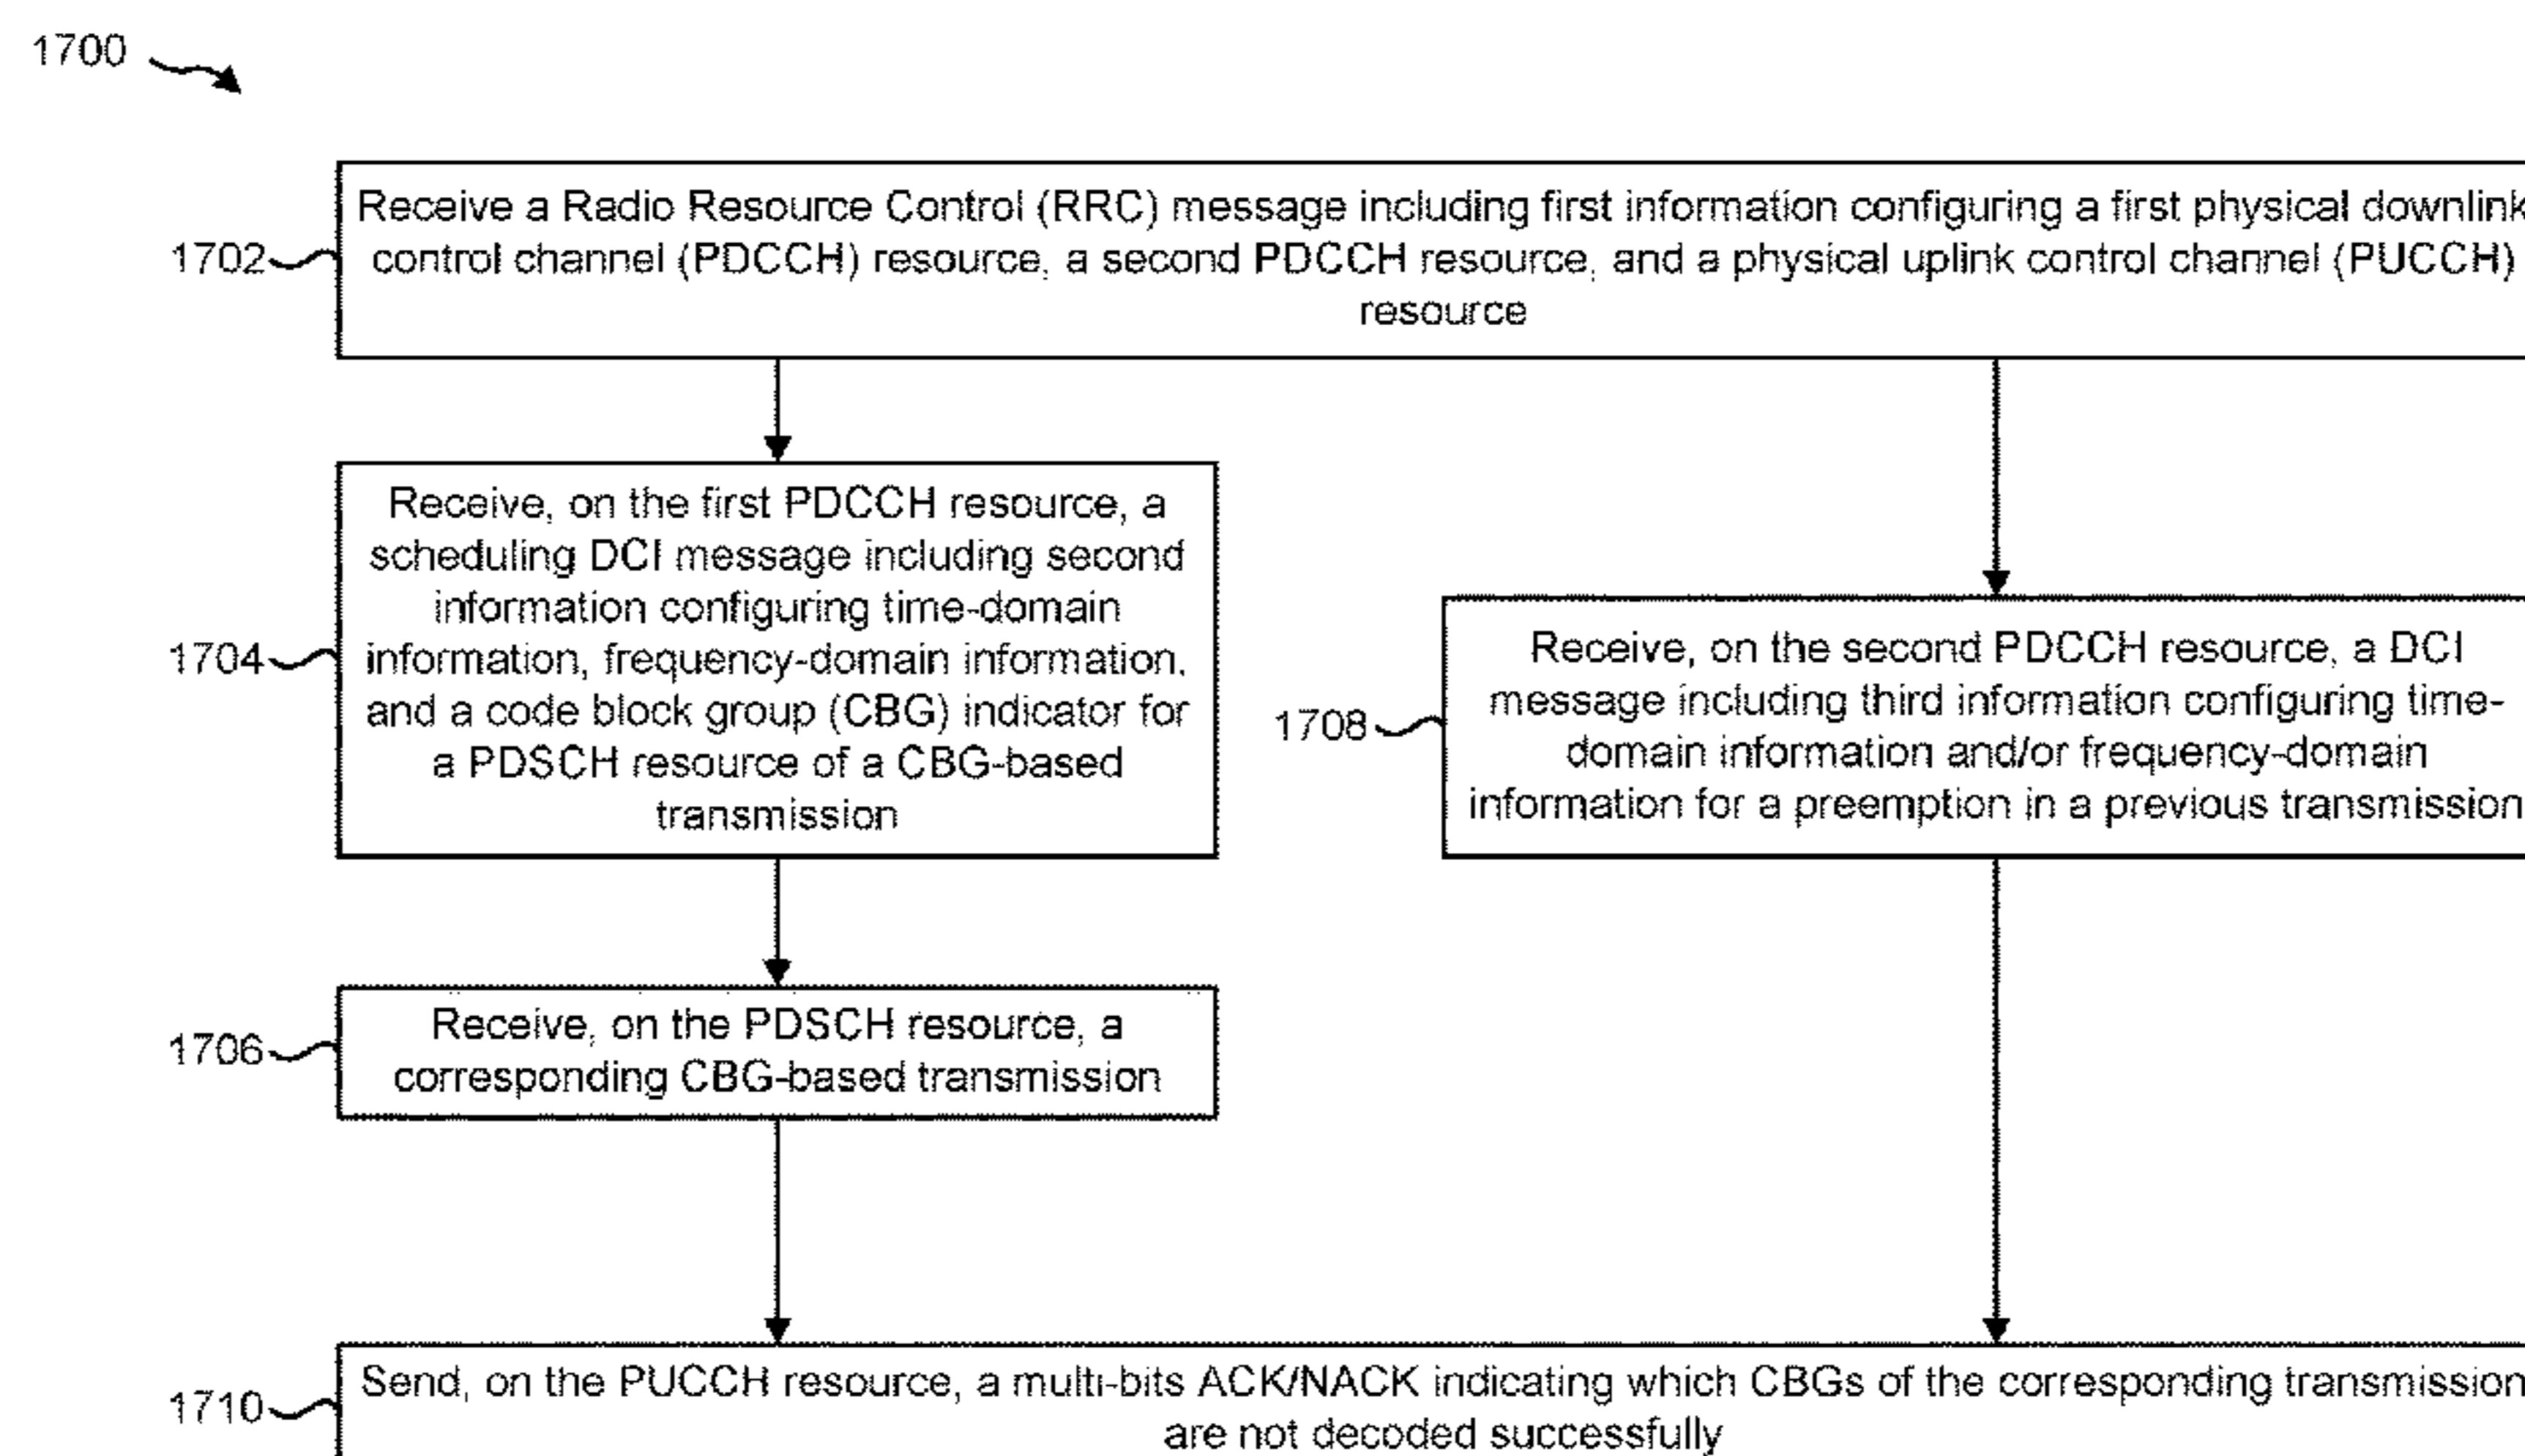 1700
Receive a Radio Resource Control (RRC) message including first information configuring a first physical downlink
1702
control channel (PDCCH) resource, a second PDCCH resource, and a physical uplink control channel (PUCCH)
resource
Receive, on the first PDCCH resource, a
scheduling DCI message including second
information configuring time-domain
1704
information, frequency-domain information,
and a code block group (CBG) indicator for
a PDSCH resource of a CBG-based
transmission
Receive, on the second PDCCH resource, a DCI
message including third information configuring time-
1708
domain information and/or frequency-domain
information for a preemption in a previous transmission
Receive, on the PDSCH resource, a
1706
corresponding CBG-based transmission
Send, on the PUCCH resource, a multi-bits ACK/NACK indicating which CBGs of the corresponding transmission
1710
are not decoded successfully